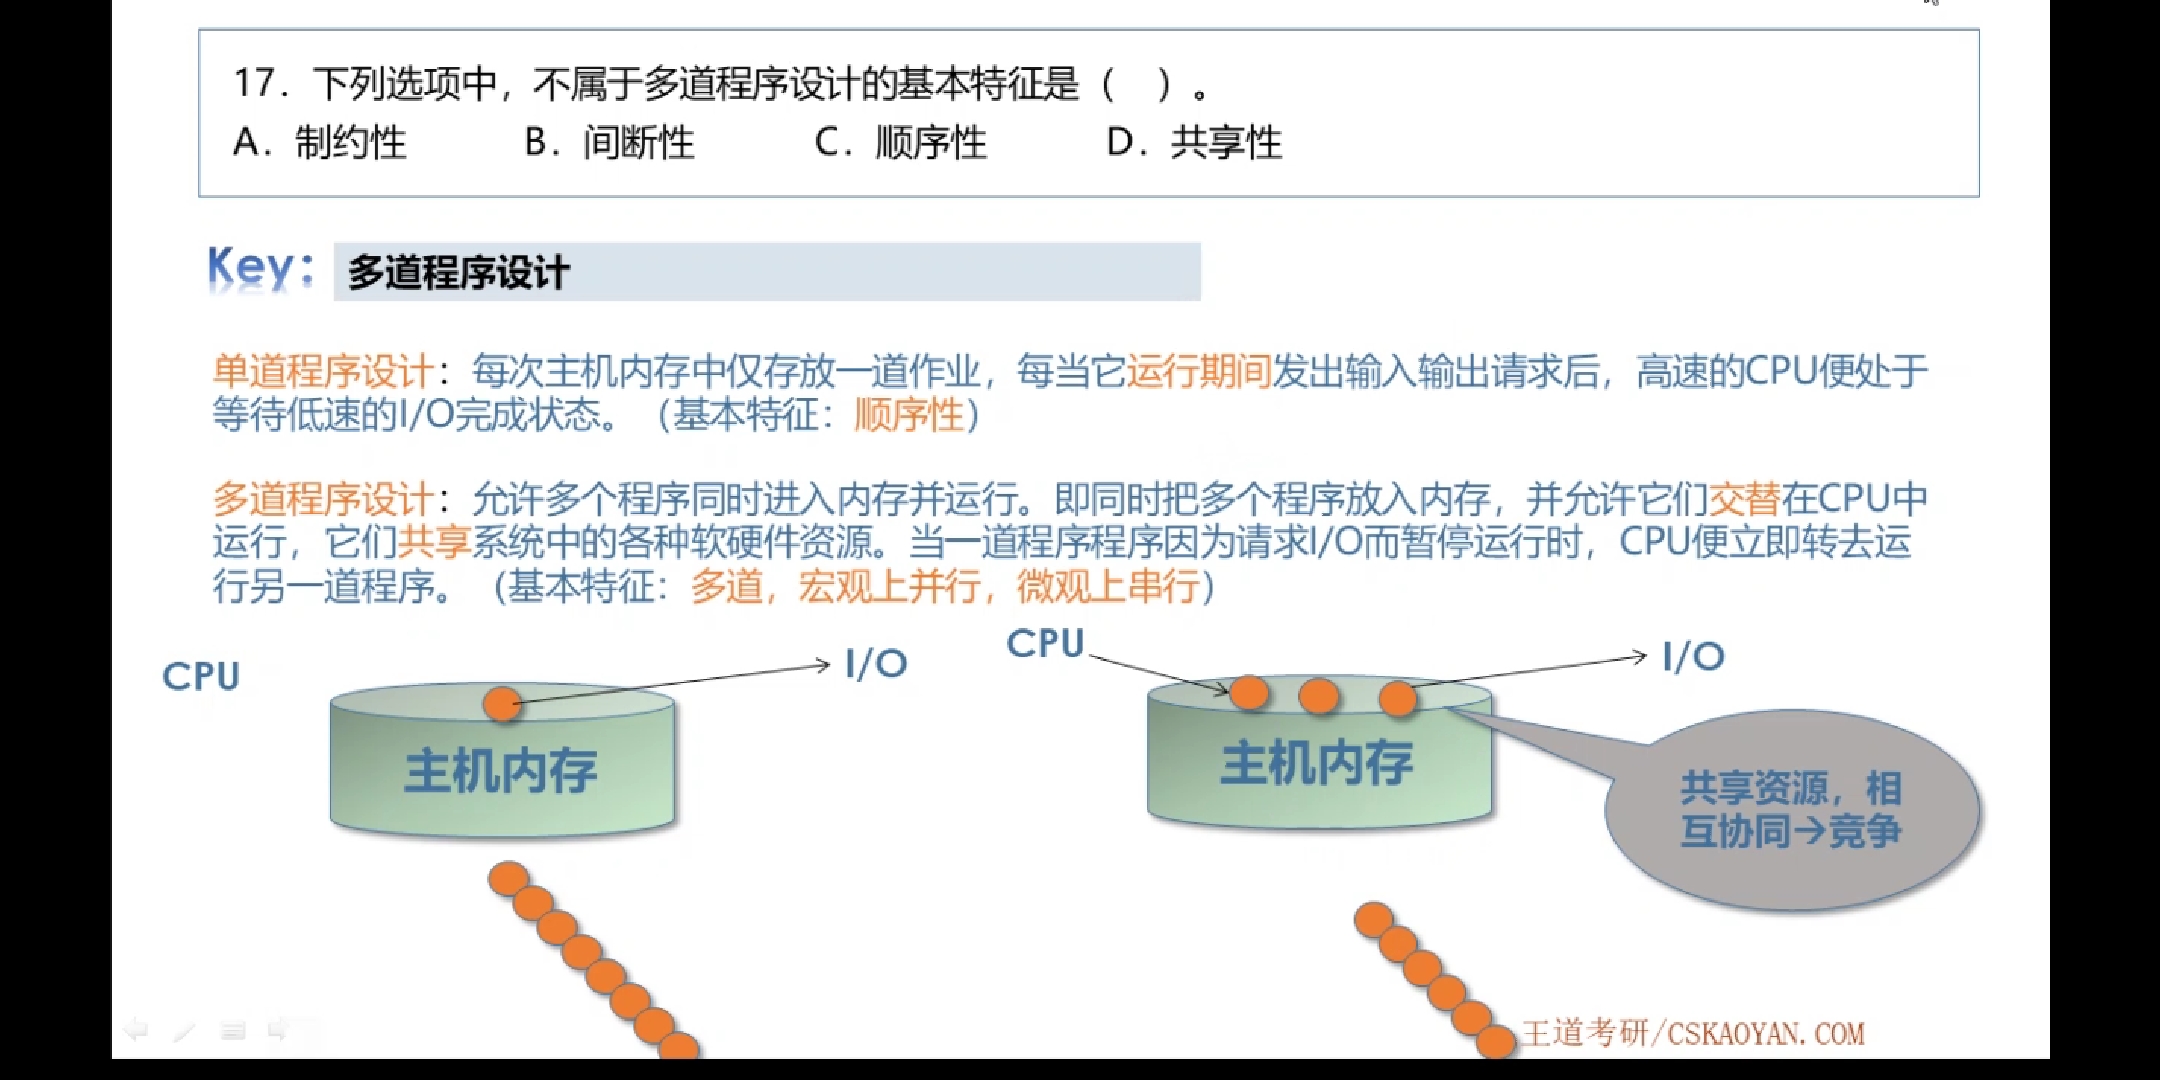 17. 下列选项中，不属于多道程序设计的基本特征是（ ）。
A. 制约性 B. 间断性 C. 顺序性 D. 共享性
Key: 多道程序设计
单道程序设计：每次主机内存中仅存放一道作业，每当它运行期间发出输入输出请求后，高速的CPU便处于
等待低速的I/O完成状态。（基本特征：顺序性）
多道程序设计：允许多个程序同时进入内存并运行。即同时把多个程序放入内存，并允许它们交替在CPU中
运行，它们共享系统中的各种软硬件资源。当一道程序程序因为请求I/O而暂停运行时，CPU便立即转去运
行另一道程序。（基本特征：多道，宏观上并行，微观上串行）
CPU
I/O
主机内存
CPU
I/O
主机内存
共享资源，相
互协同→竞争
王道考研/CSKAOYAN.COM